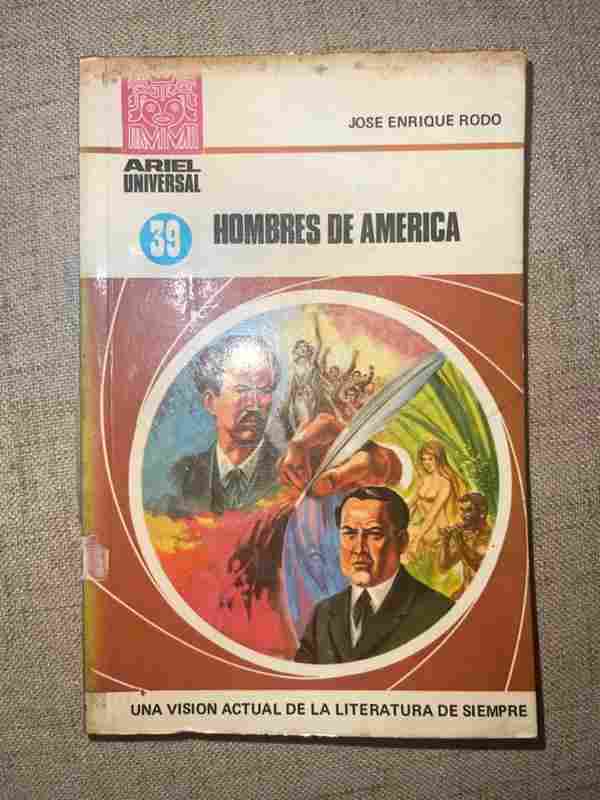 JOSE ENRIQUE RODO
ARIEL
UNIVERSAL
39
HOMBRES DE AMERICA
UNA VISION ACTUAL DE LA LITERATURA DE SIEMPRE